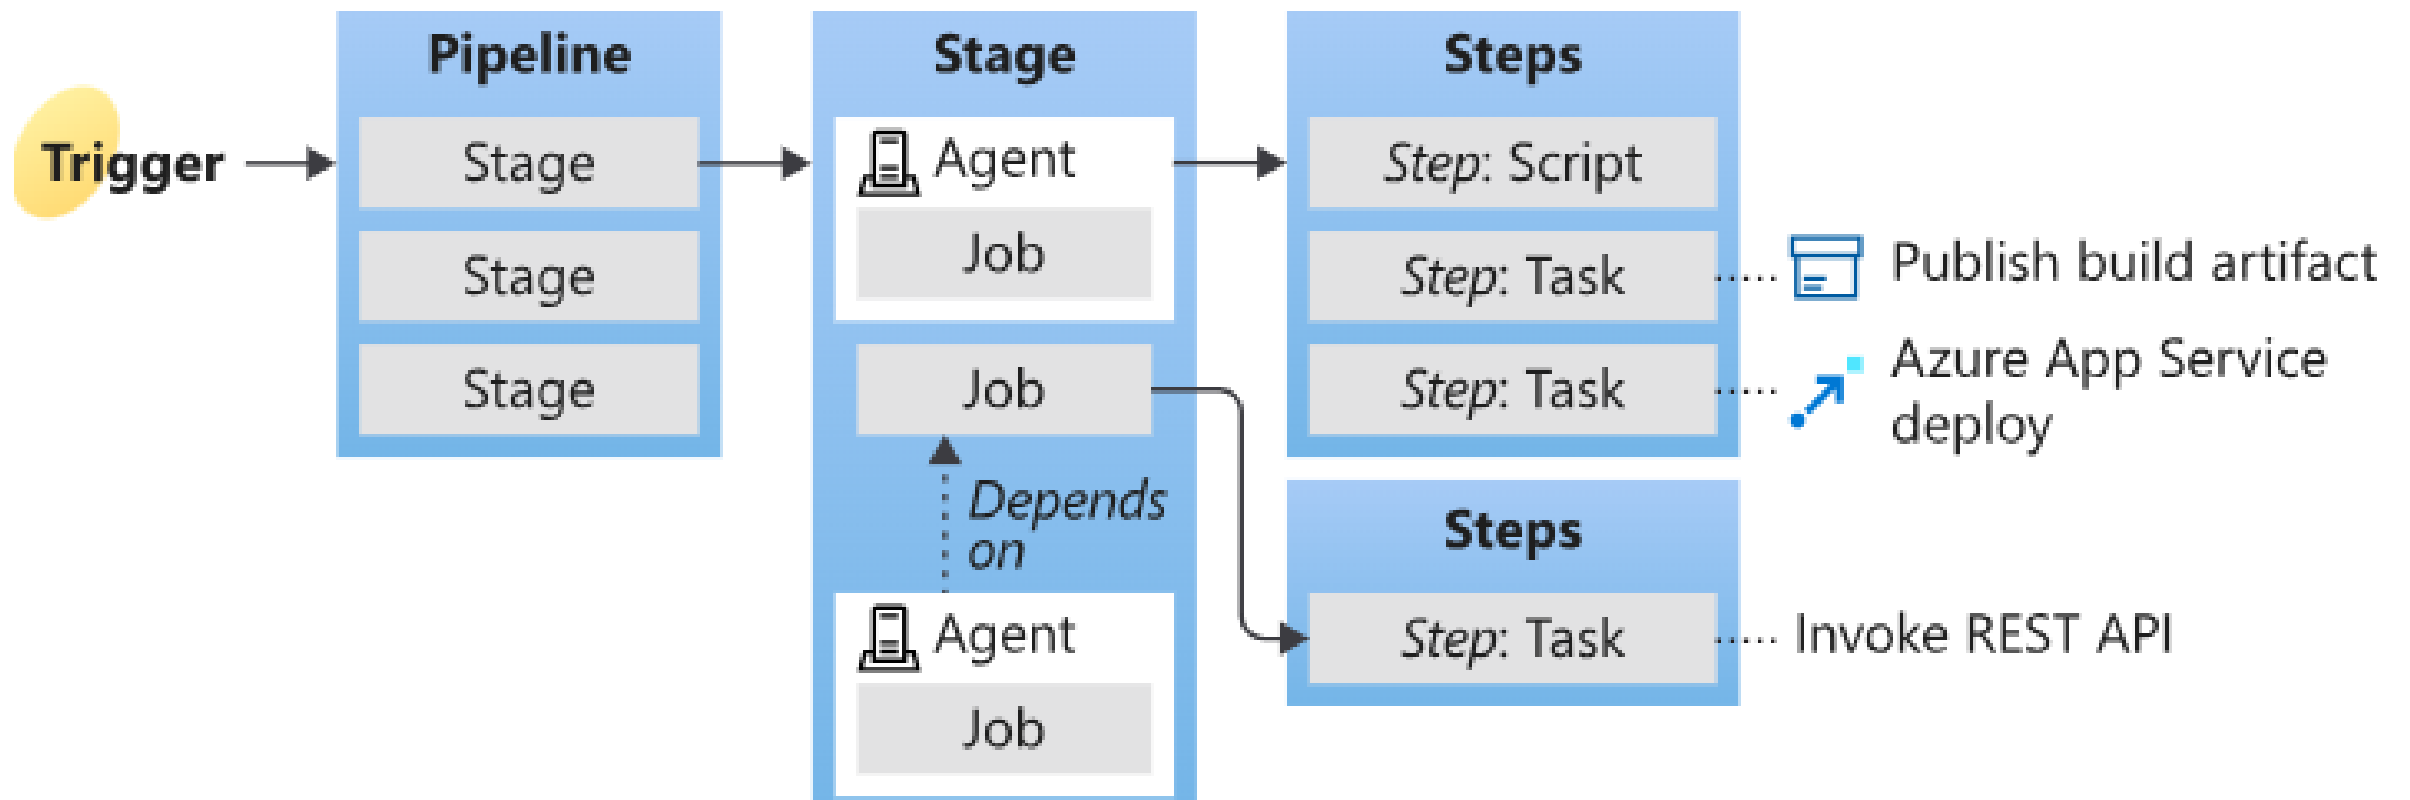 Trigger
Pipeline
Stage
Stage
Stage
Stage
Agent
Job
Job
Depends
on
Agent
Job
Steps
Step: Script
Step: Task
Step: Task
Publish build artifact
Azure App Service
deploy
Steps
Step: Task
Invoke REST API